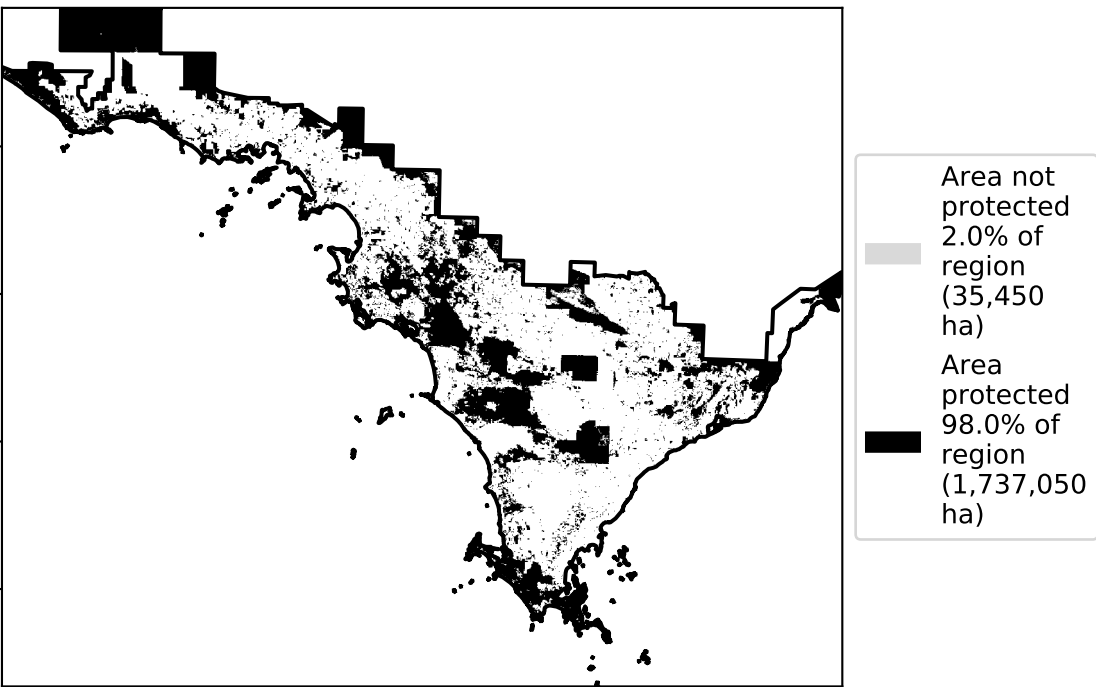 Area not
protected
2.0% of
region
(35,450
ha)
Area
protected
98.0% of
region
(1,737,050
ha)